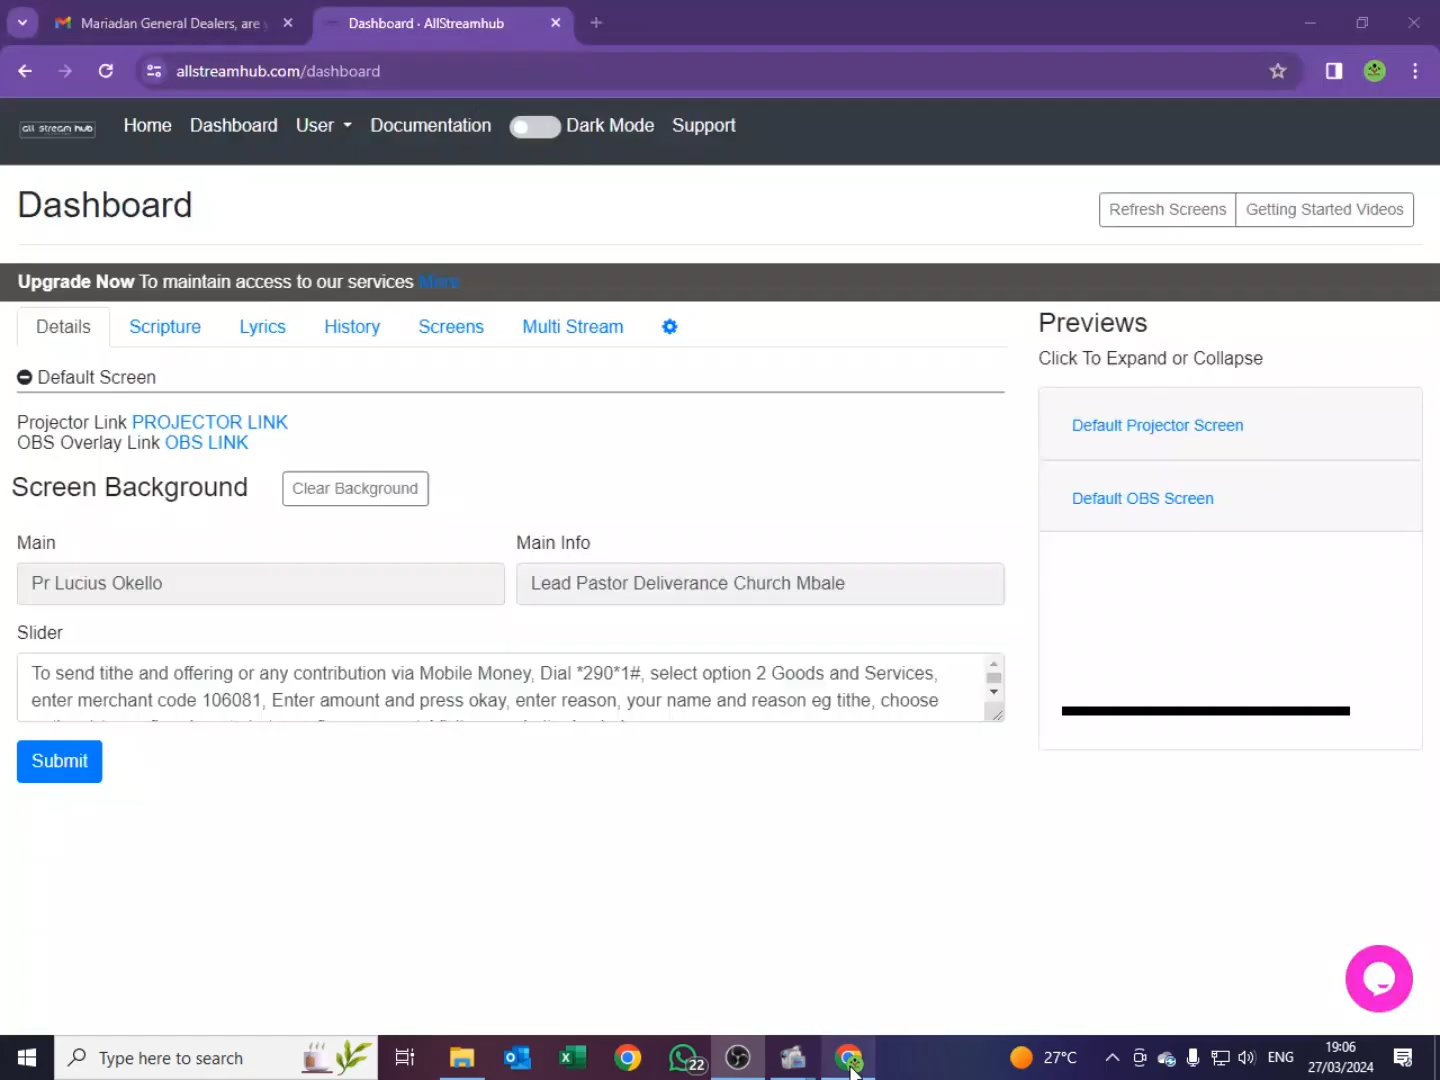 Mariadan General Dealers, are
Dashboard · AllStreamhub
allstreamhub.com/dashboard
all stream hub
Home
Dashboard
User
Documentation
Dark Mode
Support
Dashboard
Refresh Screens
Getting Started Videos
Upgrade Now To maintain access to our services More
Details
Scripture
Lyrics
History
Screens
Multi Stream
Default Screen
Projector Link PROJECTOR LINK
OBS Overlay Link OBS LINK
Screen Background
Clear Background
Main
Main Info
Pr Lucius Okello
Lead Pastor Deliverance Church Mbale
Slider
To send tithe and offering or any contribution via Mobile Money, Dial *290*1#, select option 2 Goods and Services,
enter merchant code 106081, Enter amount and press okay, enter reason, your name and reason eg tithe, choose
Submit
Previews
Click To Expand or Collapse
Default Projector Screen
Default OBS Screen
Type here to search
22
27°C
ENG
19:06
27/03/2024